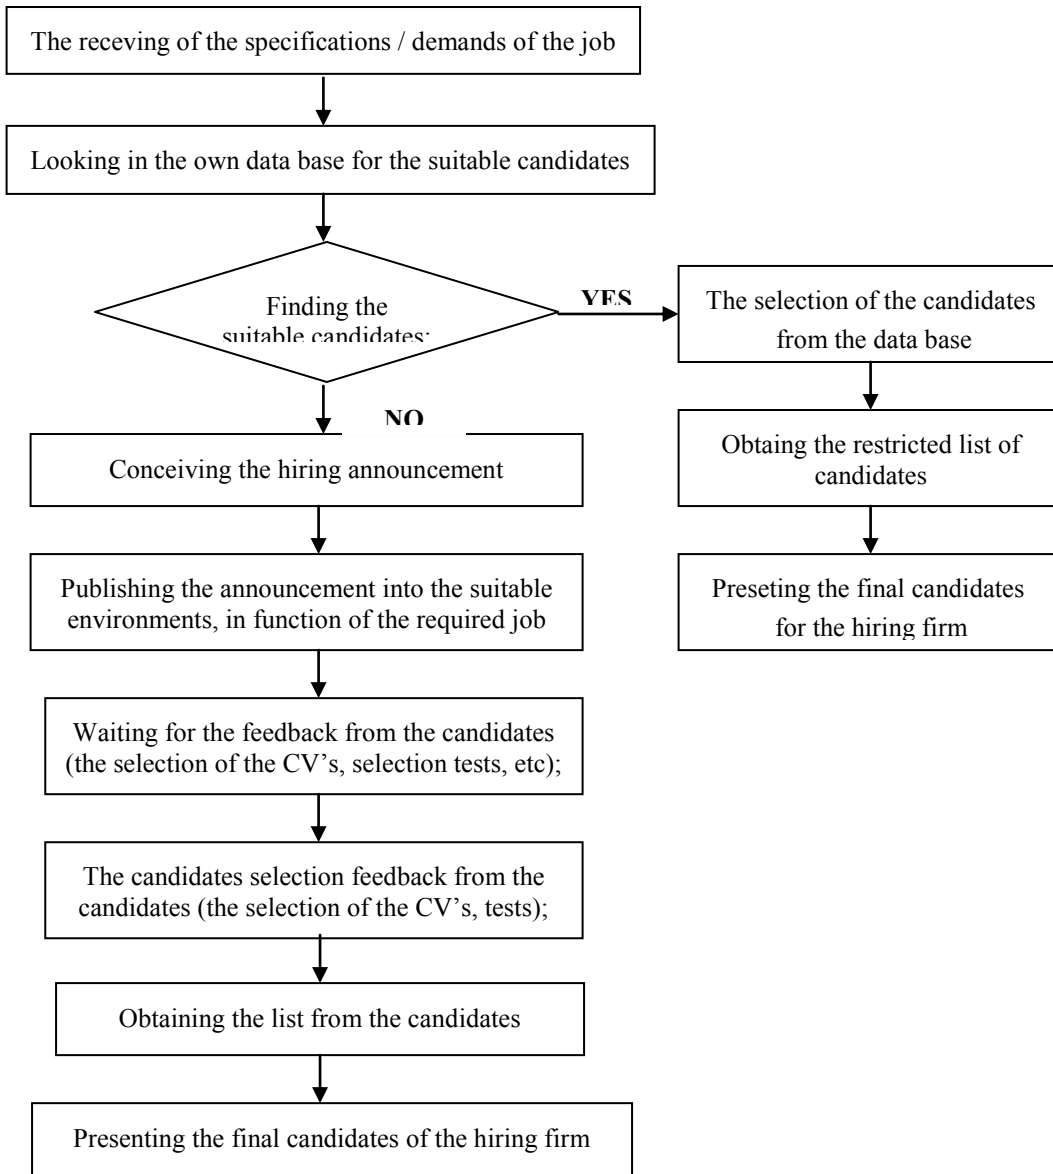 The receving of the specifications / demands of the job
Looking in the own data base for the suitable candidates
Finding the
suitable candidates;
YES
The selection of the candidates
from the data base
NO
Obtaing the restricted list of
candidates
Conceiving the hiring announcement
Preseting the final candidates
for the hiring firm
Publishing the announcement into the suitable
environments, in function of the required job
Waiting for the feedback from the candidates
(the selection of the CV's, selection tests, etc);
The candidates selection feedback from the
candidates (the selection of the CV's, tests);
Obtaining the list from the candidates
Presenting the final candidates of the hiring firm